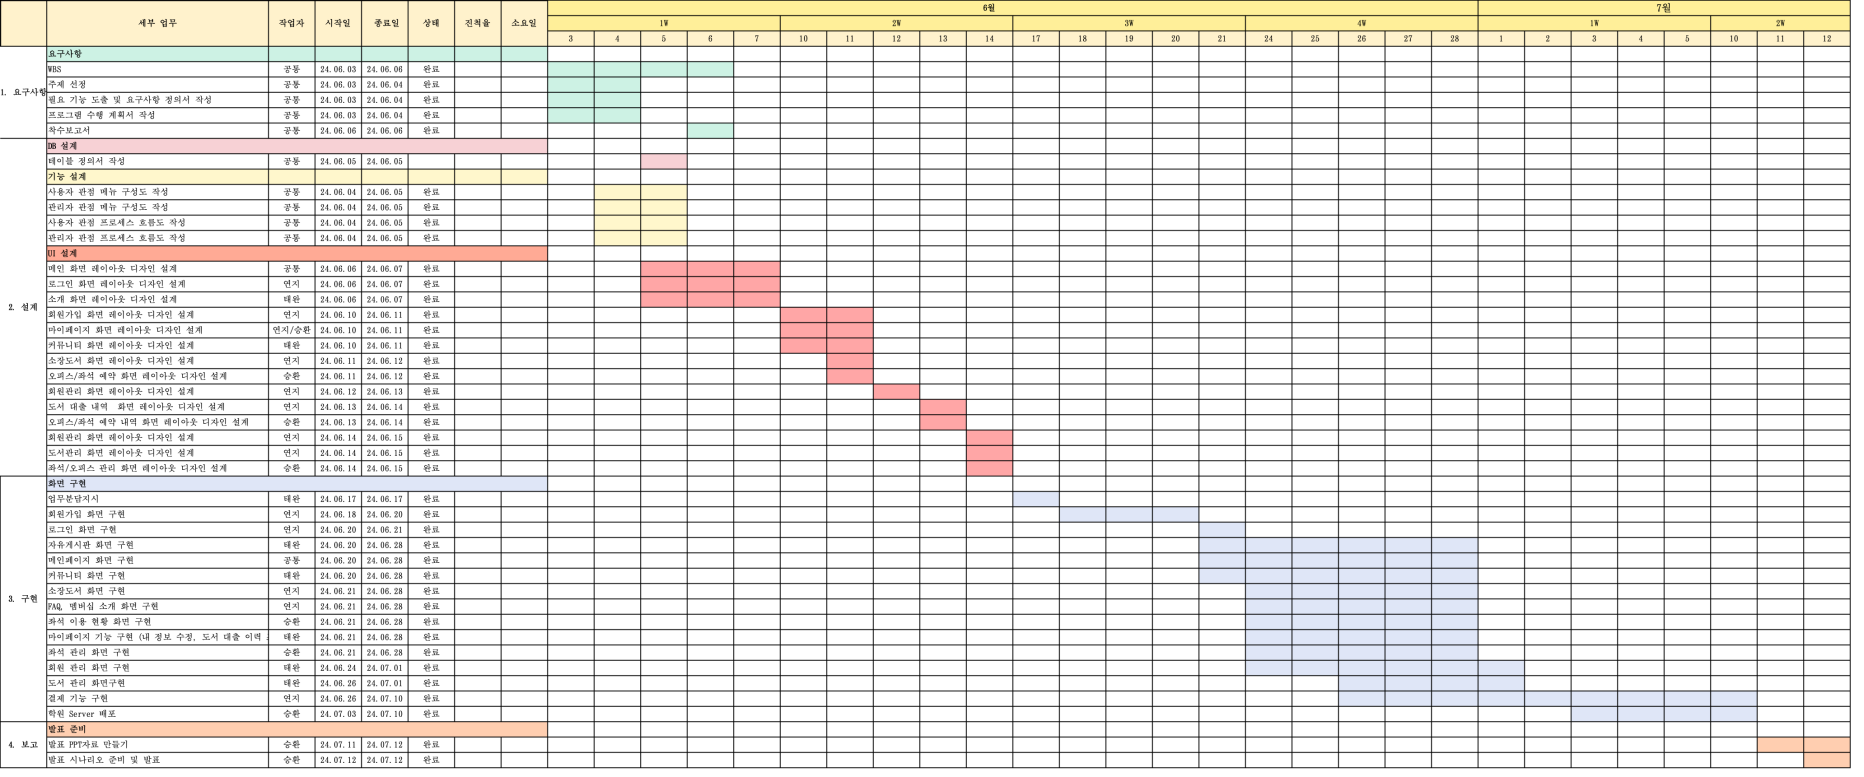 세부 업무 작업자 시작일 종료일 상태 진척율 소요일 6월 7월
1W 2W 3W 4W 1W 2W
3 4 5 6 7 10 11 12 13 14 17 18 19 20 21 24 25 26 27 28 1 2 3 4 5 10 11 12
1. 요구사항
요구사항
WBS 공통 24.06.03 24.06.06 완료
주제 선정 공통 24.06.03 24.06.04 완료
필요 기능 도출 및 요구사항 정의서 작성 공통 24.06.03 24.06.04 완료
프로그램 수행 계획서 작성 공통 24.06.03 24.06.04 완료
착수보고서 공통 24.06.06 24.06.06 완료
2. 설계
DB 설계
테이블 정의서 작성 공통 24.06.05 24.06.05
기능 설계
사용자 관점 메뉴 구성도 작성 공통 24.06.04 24.06.05 완료
관리자 관점 메뉴 구성도 작성 공통 24.06.04 24.06.05 완료
사용자 관점 프로세스 흐름도 작성 공통 24.06.04 24.06.05 완료
관리자 관점 프로세스 흐름도 작성 공통 24.06.04 24.06.05 완료
UI 설계
메인 화면 레이아웃 디자인 설계 공통 24.06.06 24.06.07 완료
로그인 화면 레이아웃 디자인 설계 연지 24.06.06 24.06.07 완료
소개 화면 레이아웃 디자인 설계 태완 24.06.06 24.06.07 완료
회원가입 화면 레이아웃 디자인 설계 연지 24.06.10 24.06.11 완료
마이페이지 화면 레이아웃 디자인 설계 연지/승환 24.06.10 24.06.11 완료
커뮤니티 화면 레이아웃 디자인 설계 태완 24.06.10 24.06.11 완료
소장도서 화면 레이아웃 디자인 설계 연지 24.06.11 24.06.12 완료
오피스/좌석 예약 화면 레이아웃 디자인 설계 승환 24.06.11 24.06.12 완료
회원관리 화면 레이아웃 디자인 설계 연지 24.06.12 24.06.13 완료
도서 대출 내역  화면 레이아웃 디자인 설계 연지 24.06.13 24.06.14 완료
오피스/좌석 예약 내역 화면 레이아웃 디자인 설계 승환 24.06.13 24.06.14 완료
회원관리 화면 레이아웃 디자인 설계 연지 24.06.14 24.06.15 완료
도서관리 화면 레이아웃 디자인 설계 연지 24.06.14 24.06.15 완료
좌석/오피스 관리 화면 레이아웃 디자인 설계 승환 24.06.14 24.06.15 완료
3. 구현
화면 구현
업무분담지시 태완 24.06.17 24.06.17 완료
회원가입 화면 구현 연지 24.06.18 24.06.20 완료
로그인 화면 구현 연지 24.06.20 24.06.21 완료
자유게시판 화면 구현 태완 24.06.20 24.06.28 완료
메인페이지 화면 구현 공통 24.06.20 24.06.28 완료
커뮤니티 화면 구현 태완 24.06.20 24.06.28 완료
소장도서 화면 구현 연지 24.06.21 24.06.28 완료
FAQ, 멤버십 소개 화면 구현 연지 24.06.21 24.06.28 완료
좌석 이용 현황 화면 구현 승환 24.06.21 24.06.28 완료
마이페이지 기능 구현 (내 정보 수정, 도서 대출 이력 태완 24.06.21 24.06.28 완료
좌석 관리 화면 구현 승환 24.06.21 24.06.28 완료
회원 관리 화면 구현 태완 24.06.24 24.07.01 완료
도서 관리 화면구현 태완 24.06.26 24.07.01 완료
결제 기능 구현 연지 24.06.26 24.07.10 완료
학원 Server 배포 승환 24.07.03 24.07.10 완료
4. 보고
발표 준비
발표 PPT자료 만들기 승환 24.07.11 24.07.12 완료
발표 시나리오 준비 및 발표 승환 24.07.12 24.07.12 완료